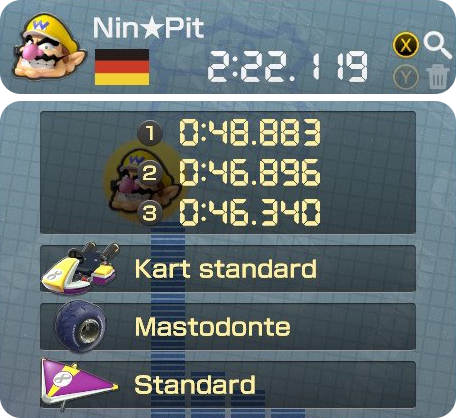 Nin★Pit
2:22.119
X
Y
1 0:48.883
2 0:46.896
3 0:46.340
Kart standard
Mastodonte
Standard